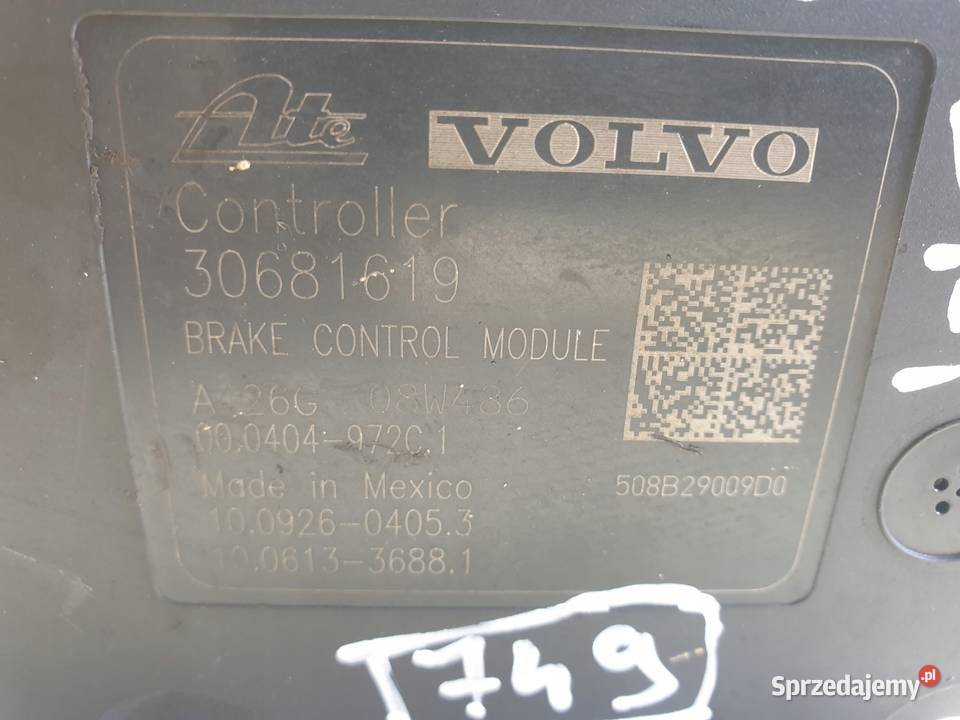 Ate VOLVO
Controller
30681619
BRAKE CONTROL MODULE
A 26G 08W486
00.0404-972C.1
Made in Mexico 508B29009D0
10.0926-0405.3
10.0613-3688.1
749
Sprzedajemy.pl